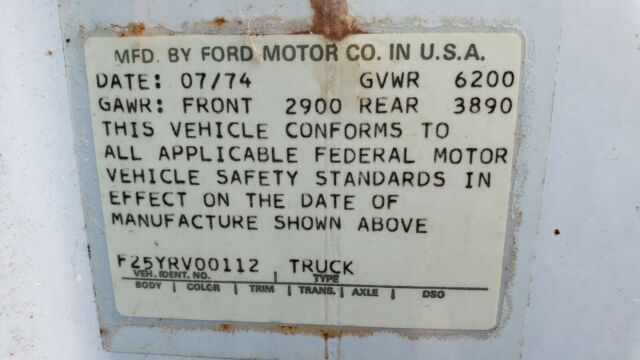 MFD. BY FORD MOTOR CO. IN U.S.A.
DATE: 07/74 GVWR 6200
GAWR: FRONT 2900 REAR 3890
THIS VEHICLE CONFORMS TO
ALL APPLICABLE FEDERAL MOTOR
VEHICLE SAFETY STANDARDS IN
EFFECT ON THE DATE OF
MANUFACTURE SHOWN ABOVE
F25YRV00112 TRUCK
VEH. IDENT. NO. TYPE
BODY COLOR TRIM TRANS. AXLE DSO